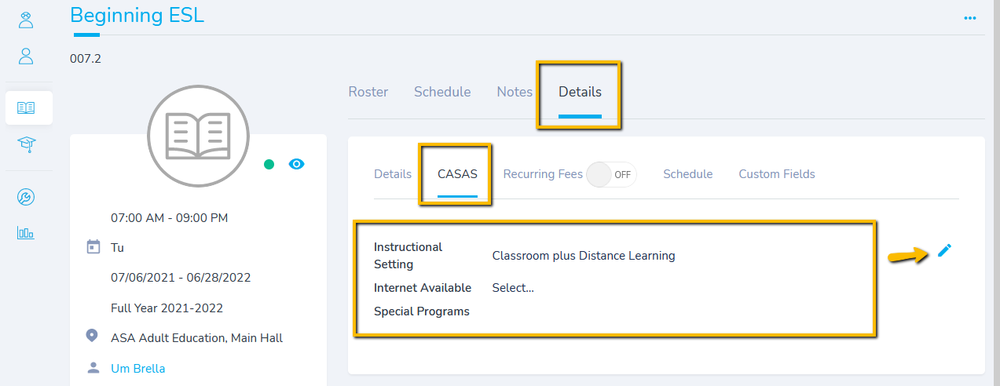 Beginning ESL
007.2
Roster Schedule Notes Details
Details CASAS Recurring Fees OFF Schedule Custom Fields
07:00 AM - 09:00 PM
Tu
07/06/2021 - 06/28/2022
Full Year 2021-2022
ASA Adult Education, Main Hall
Um Brella
Instructional
Setting
Classroom plus Distance Learning
Internet Available Select...
Special Programs